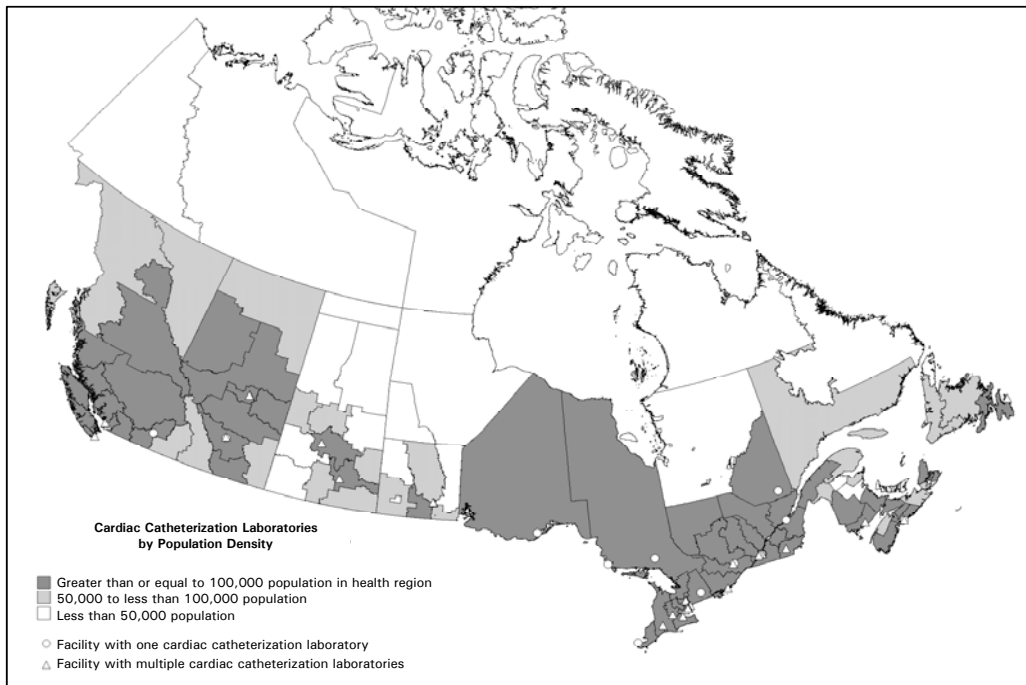 Cardiac Catheterization Laboratories
by Population Density
Greater than or equal to 100,000 population in health region
50,000 to less than 100,000 population
Less than 50,000 population
Facility with one cardiac catheterization laboratory
Facility with multiple cardiac catheterization laboratories